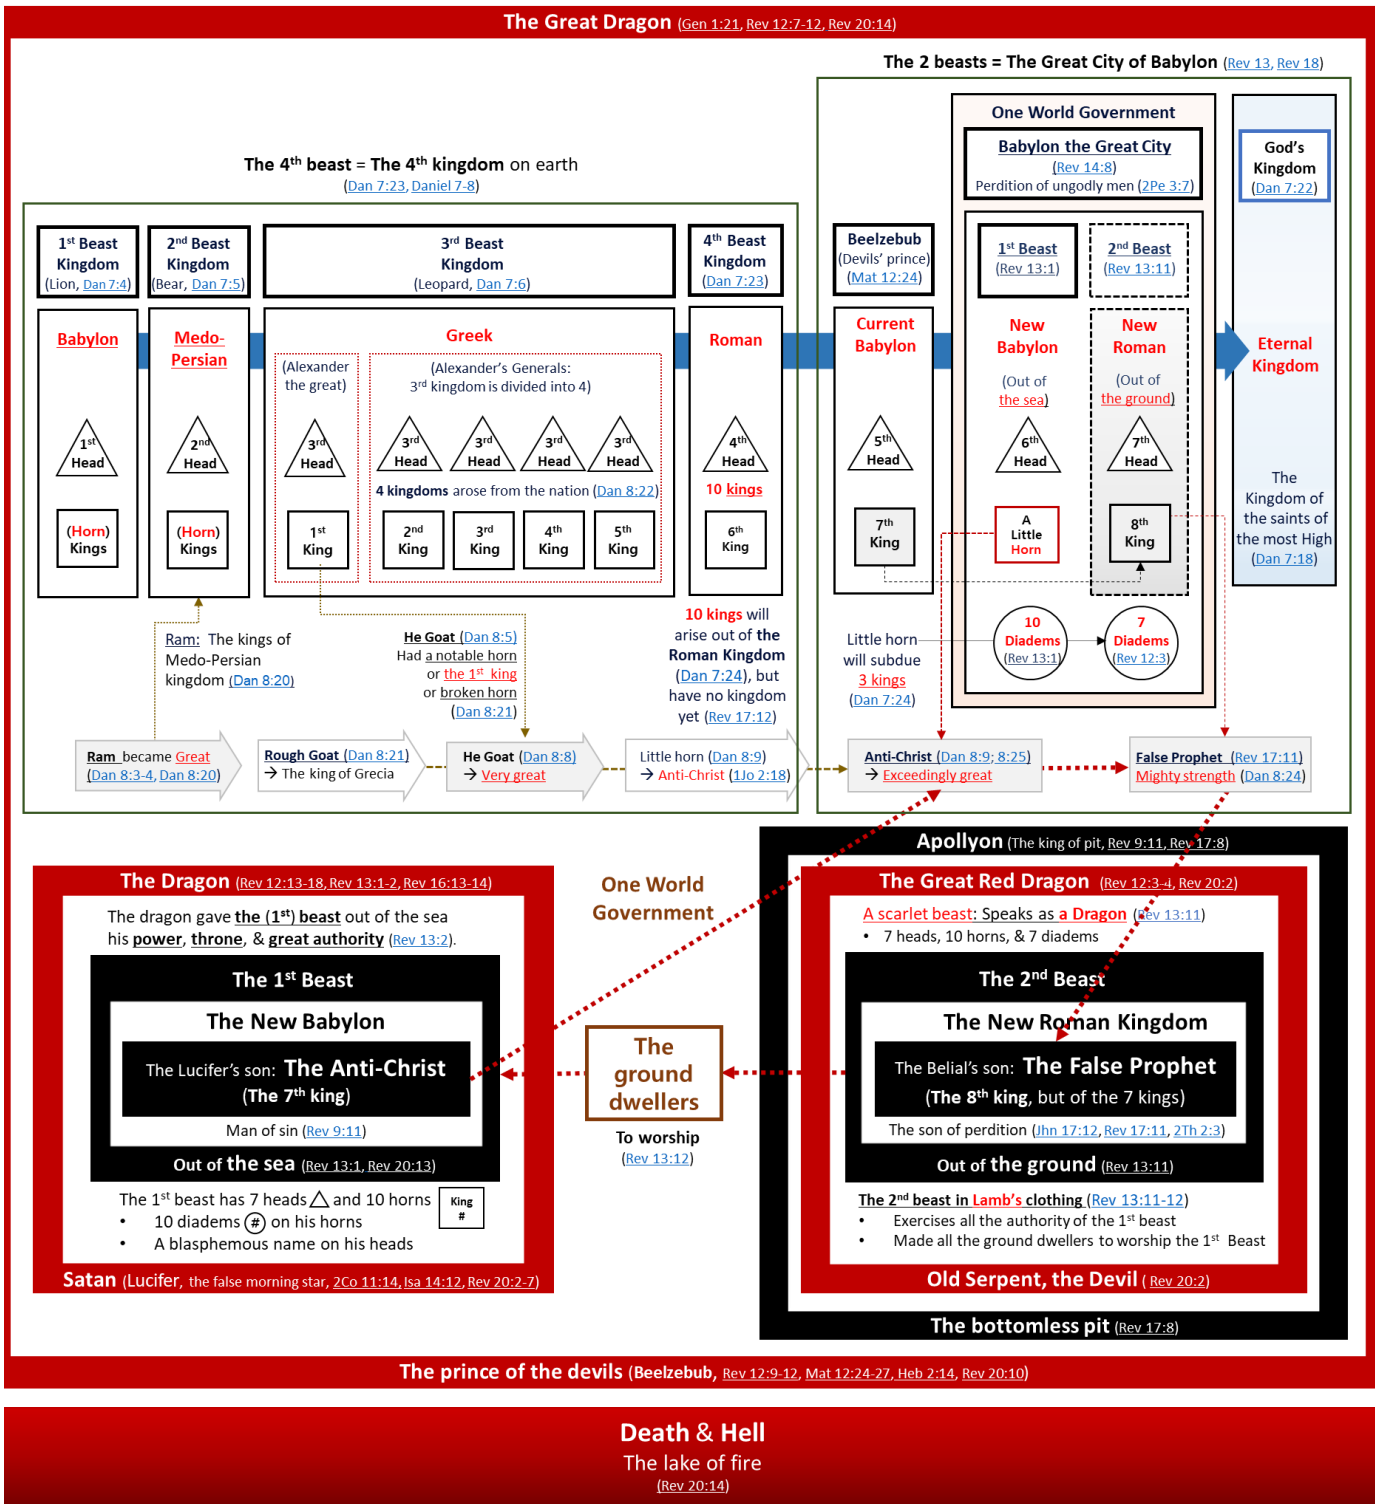 The Great Dragon (Gen 1:21, Rev 12:7-12, Rev 20:14)
The 2 beasts = The Great City of Babylon (Rev 13, Rev 18)
The 4th beast = The 4th kingdom on earth
(Dan 7:23, Daniel 7-8)
1st Beast
Kingdom
(Lion, Dan 7:4)
2nd Beast
Kingdom
(Bear, Dan 7:5)
3rd Beast
Kingdom
(Leopard, Dan 7:6)
4th Beast
Kingdom
(Dan 7:23)
Beelzebub
(Devils' prince)
(Mat 12:24)
One World Government
Babylon the Great City
(Rev 14:8)
Perdition of ungodly men (2Pe 3:7)
1st Beast
(Rev 13:1)
2nd Beast
(Rev 13:11)
God's
Kingdom
(Dan 7:22)
Babylon
1st
Head
(Horn)
Kings
Medo-
Persian
2nd
Head
(Horn)
Kings
Greek
(Alexander
the great)
3rd
Head
1st
King
(Alexander's Generals:
3rd kingdom is divided into 4)
3rd
Head
3rd
Head
3rd
Head
3rd
Head
4 kingdoms arose from the nation (Dan 8:22)
2nd
King
3rd
King
4th
King
5th
King
Roman
4th
Head
10 kings
6th
King
Current
Babylon
5th
Head
7th
King
New
Babylon
(Out of
the sea)
6th
Head
A
Little
Horn
New
Roman
(Out of
the ground)
7th
Head
8th
King
Eternal
Kingdom
The
Kingdom of
the saints of
the most High
(Dan 7:18)
Ram: The kings of
Medo-Persian
kingdom (Dan 8:20)
He Goat (Dan 8:5)
Had a notable horn
or the 1st king
or broken horn
(Dan 8:21)
10 kings will
arise out of the
Roman Kingdom
(Dan 7:24), but
have no kingdom
yet (Rev 17:12)
Little horn
will subdue
3 kings
(Dan 7:24)
10
Diadems
(Rev 13:1)
7
Diadems
(Rev 12:3)
Ram became Great
(Dan 8:3-4, Dan 8:20)
Rough Goat (Dan 8:21)
→ The king of Grecia
He Goat (Dan 8:8)
→ Very great
Little horn (Dan 8:9)
→ Anti-Christ (1Jo 2:18)
Anti-Christ (Dan 8:9; 8:25)
→ Exceedingly great
False Prophet (Rev 17:11)
Mighty strength (Dan 8:24)
The Dragon (Rev 12:13-18, Rev 13:1-2, Rev 16:13-14)
The dragon gave the (1st) beast out of the sea
his power, throne, & great authority (Rev 13:2).
The 1st Beast
The New Babylon
The Lucifer's son: The Anti-Christ
(The 7th king)
Man of sin (Rev 9:11)
Out of the sea (Rev 13:1, Rev 20:13)
The 1st beast has 7 heads and 10 horns
King
#
• 10 diadems # on his horns
• A blasphemous name on his heads
Satan (Lucifer, the false morning star, 2Co 11:14, Isa 14:12, Rev 20:2-7)
One World
Government
The
ground
dwellers
To worship
(Rev 13:12)
Apollyon (The king of pit, Rev 9:11, Rev 17:8)
The Great Red Dragon (Rev 12:3-4, Rev 20:2)
A scarlet beast: Speaks as a Dragon (Rev 13:11)
• 7 heads, 10 horns, & 7 diadems
The 2nd Beast
The New Roman Kingdom
The Belial's son: The False Prophet
(The 8th king, but of the 7 kings)
The son of perdition (Jhn 17:12, Rev 17:11, 2Th 2:3)
Out of the ground (Rev 13:11)
The 2nd beast in Lamb's clothing (Rev 13:11-12)
• Exercises all the authority of the 1st beast
• Made all the ground dwellers to worship the 1st Beast
Old Serpent, the Devil ( Rev 20:2)
The bottomless pit (Rev 17:8)
The prince of the devils (Beelzebub, Rev 12:9-12, Mat 12:24-27, Heb 2:14, Rev 20:10)
Death & Hell
The lake of fire
(Rev 20:14)